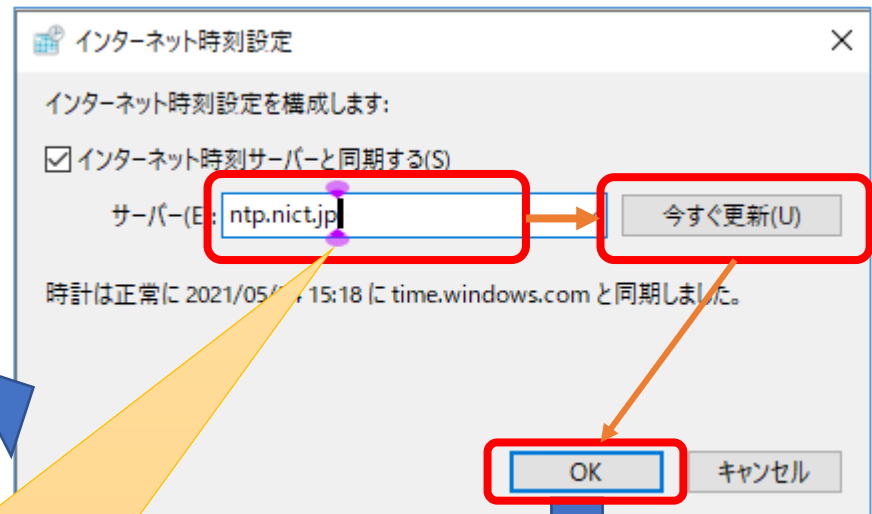 インターネット時刻設定
インターネット時刻設定を構成します:
インターネット時刻サーバーと同期する(S)
サーバー(E): ntp.nict.jp 今すぐ更新(U)
時計は正常に 2021/05/ 4 15:18 に time.windows.com と同期しました。
OK キャンセル